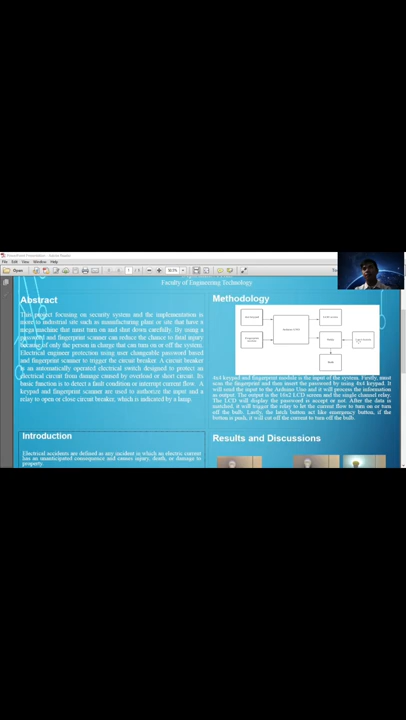 File Edit View Window Help
Open
Faculty of Engineering Technology
Abstract
This project focusing on security system and the implementation is
more to industrial site such as manufacturing plant or site that have a
mega machine that must turn on and shut down carefully. By using a
password and fingerprint scanner can reduce the chance to fatal injury
because of only the person in charge that can turn on or off the system.
Electrical engineer protection using user changeable password based
and fingerprint scanner to trigger the circuit breaker. A circuit breaker
is an automatically operated electrical switch designed to protect an
electrical circuit from damage caused by overload or short circuit. Its
basic function is to detect a fault condition or interrupt current flow. A
keypad and fingerprint scanner is used to authorize the input and a
relay to open or close circuit breaker, which is indicated by a lamp.
Introduction
Electrical accidents are defined as any incident in which an electric current
has an unanticipated consequence and causes injury, death, or damage to
property.
Methodology
4x4 keypad and fingerprint module is the input of the system. Firstly, must
scan the fingerprint and then insert the password by using 4x4 keypad. It
will send the input to the Arduino Uno and it will process the information
as output. The output is the 16x2 LCD screen and the single channel relay.
The LCD will display the password is accept or not. After the data is
matched, it will trigger the relay to let the current flow to turn on or turn
off the bulb. Lastly, the latch button act like emergency button, if the
button is push, it will cut off the current to turn off the bulb.
Results and Discussions